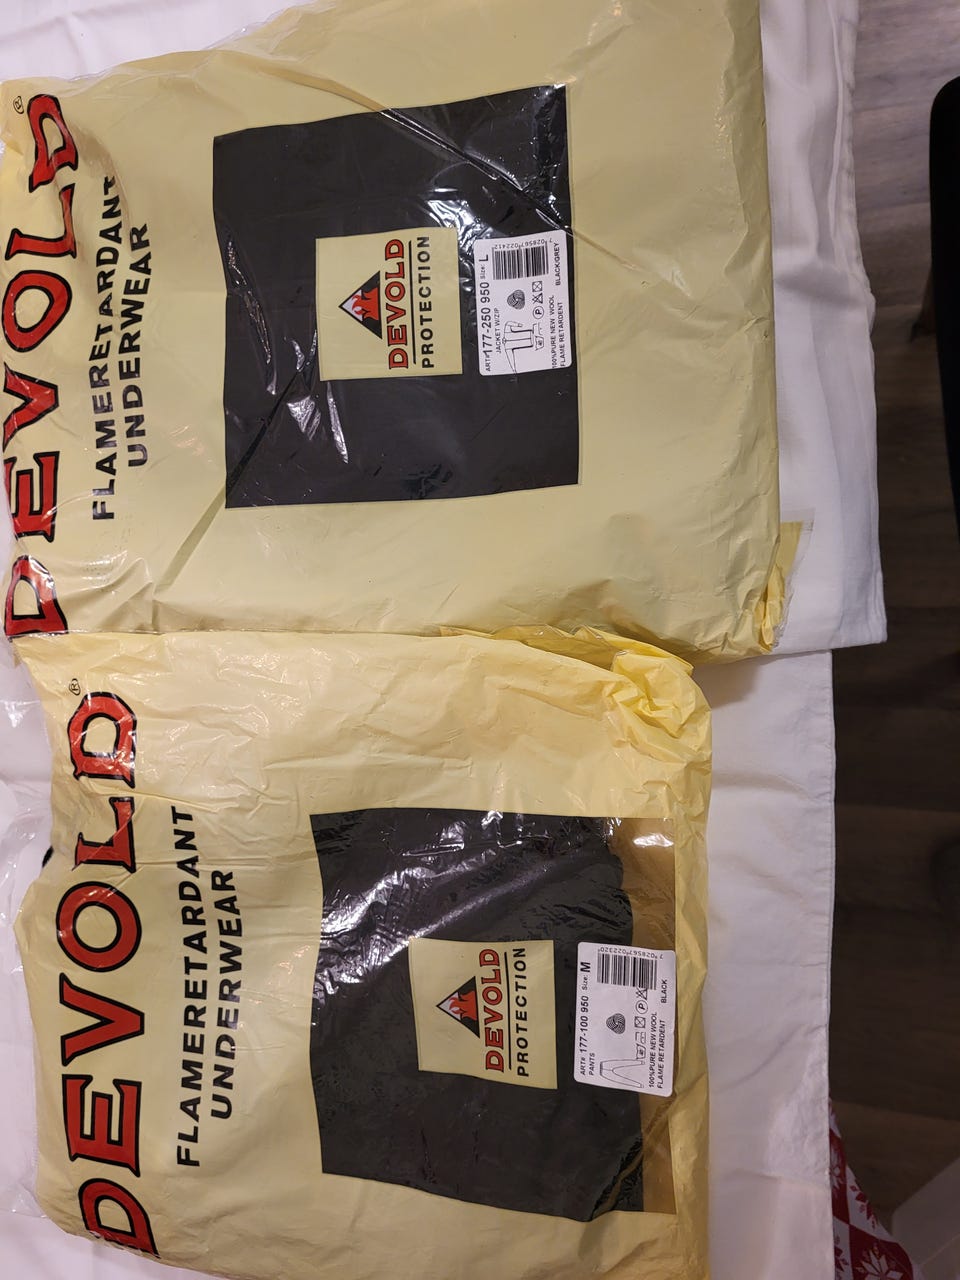 DEVOLD®
FLAMERETARDANT
UNDERWEAR
DEVOLD
PROTECTION
ART# 177-250 950 Size: L
JACKET W/ZIP
7028567022412
100%PURE NEW WOOL
FLAME RETARDENT
BLACK/GREY
P
DEVOLD®
FLAMERETARDANT
UNDERWEAR
DEVOLD
PROTECTION
ART# 177-100 950 Size: M
PANTS
7028567022320
100%PURE NEW WOOL
FLAME RETARDENT
BLACK
P